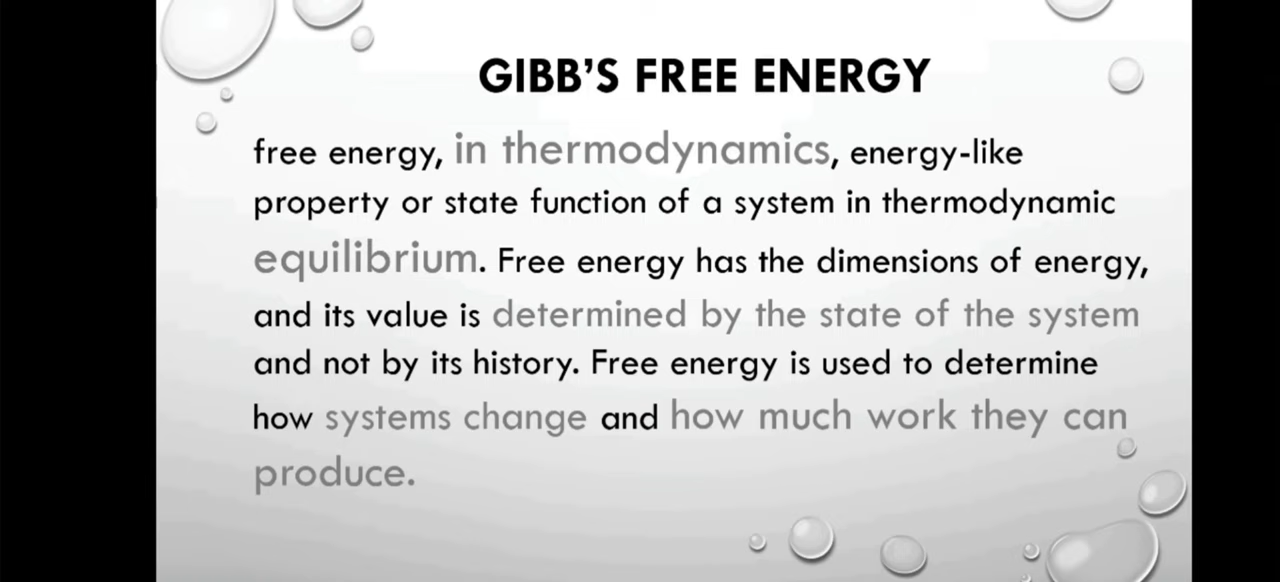 GIBB'S FREE ENERGY
free energy, in thermodynamics, energy-like
property or state function of a system in thermodynamic
equilibrium. Free energy has the dimensions of energy,
and its value is determined by the state of the system
and not by its history. Free energy is used to determine
how systems change and how much work they can
produce.